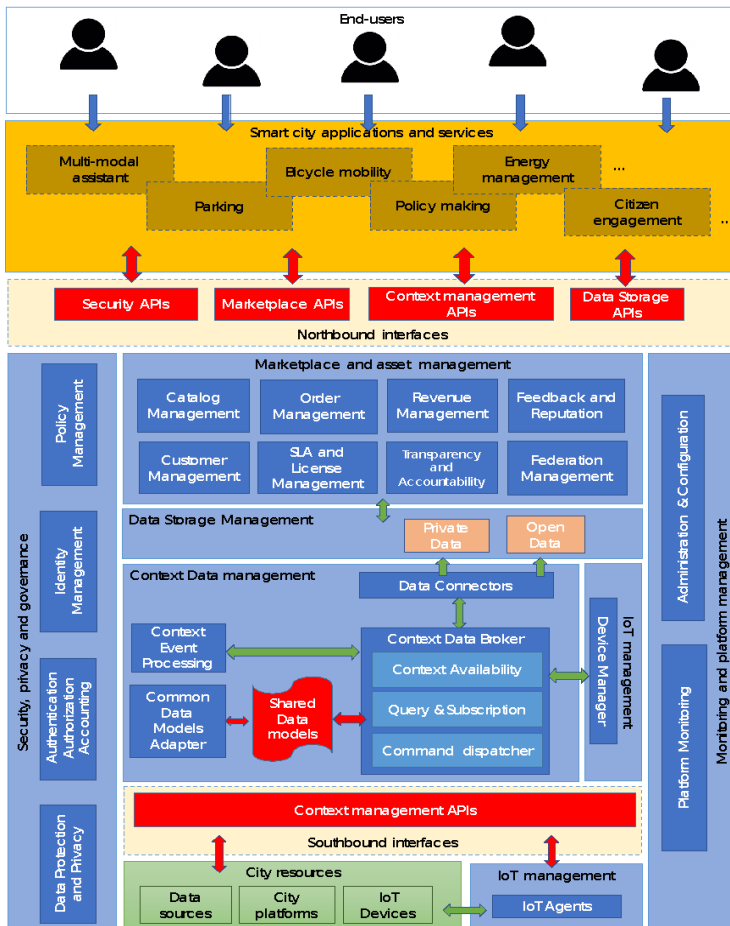 End-users
Smart city applications and services
Multi-modal
assistant
Parking
Bicycle mobility
Policy making
Energy
management
...
Citizen
engagement
...
Security APIs
Marketplace APIs
Context management
APIs
Data Storage
APIs
Northbound interfaces
Security, privacy and governance
Policy
Management
Identity
Management
Authentication
Authorization
Accounting
Data Protection
and Privacy
Marketplace and asset management
Catalog
Management
Order
Management
Revenue
Management
Feedback and
Reputation
Customer
Management
SLA and
License
Management
Transparency
and
Accountability
Federation
Management
Data Storage Management
Private
Data
Open
Data
Context Data management
Data Connectors
Context
Event
Processing
Common
Data
Models
Adapter
Shared
Data
models
Context Data Broker
Context Availability
Query & Subscription
Command dispatcher
Device Manager
IoT management
Administration & Configuration
Platform Monitoring
Monitoring and platform management
Context management APIs
Southbound interfaces
City resources
Data
sources
City
platforms
IoT
Devices
IoT management
IoT Agents